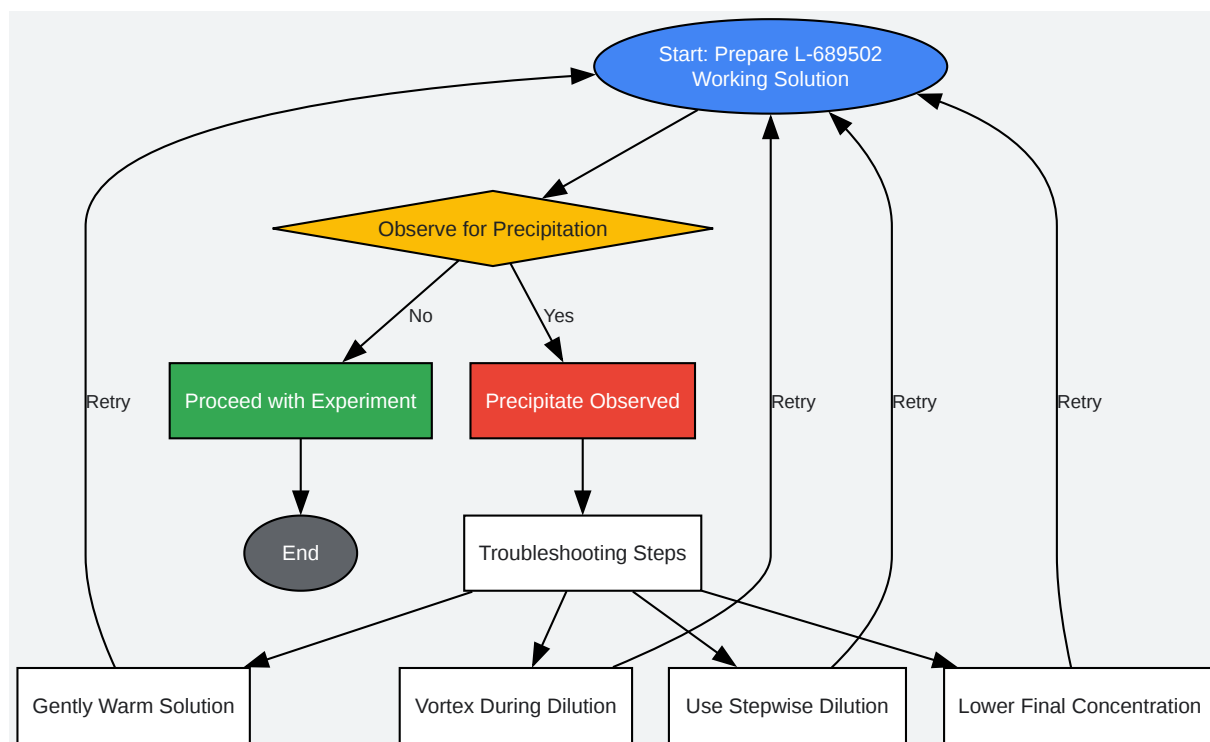 Start: Prepare L-689502
Working Solution
Observe for Precipitation
No
Yes
Retry
Proceed with Experiment
Precipitate Observed
Retry
Retry
Retry
End
Troubleshooting Steps
Gently Warm Solution
Vortex During Dilution
Use Stepwise Dilution
Lower Final Concentration